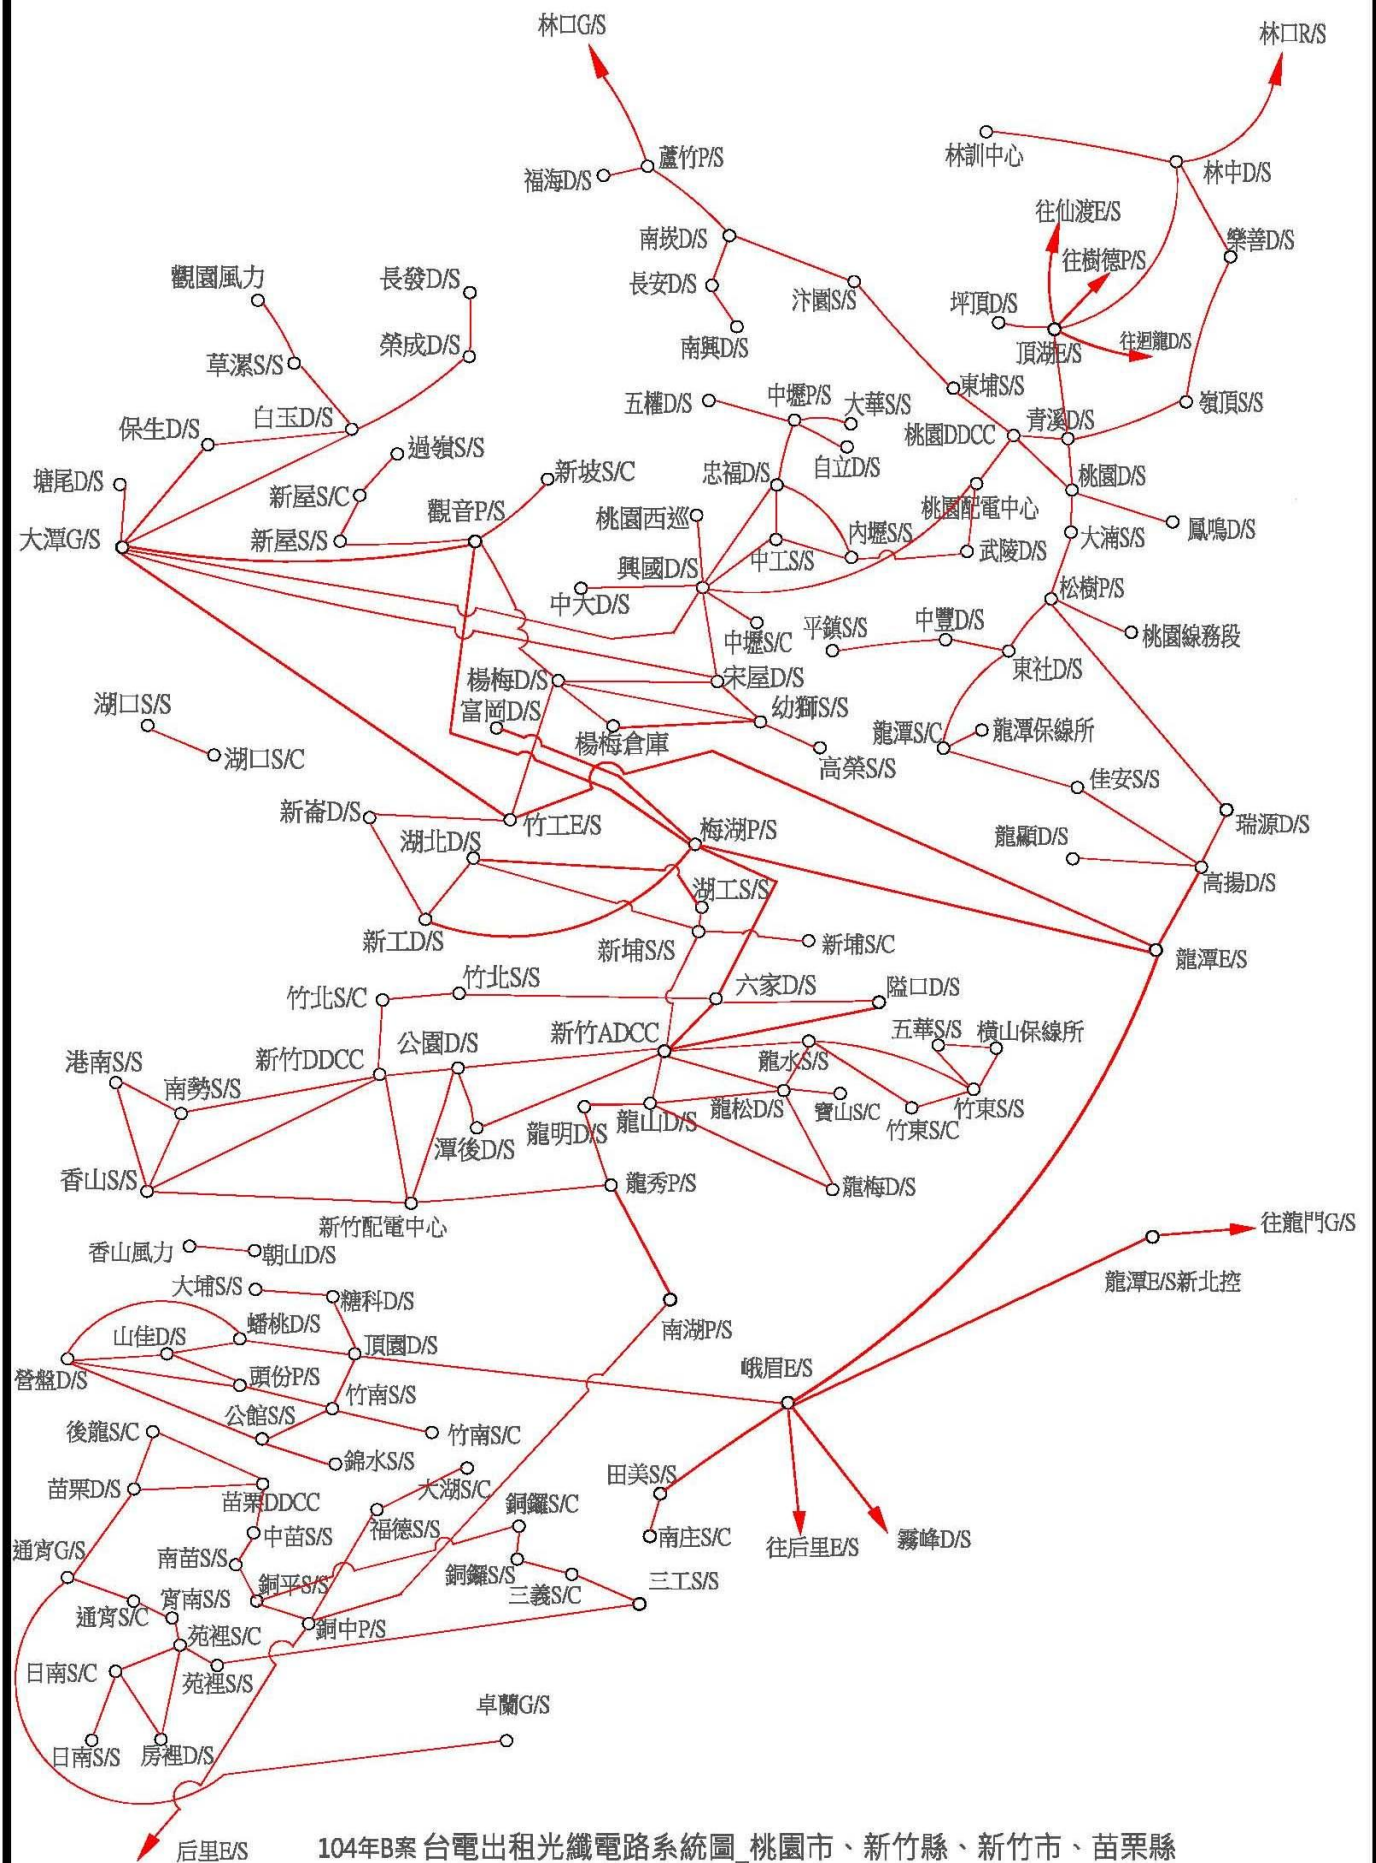 林口G/S
林口R/S
蘆竹P/S
福海D/S
林訓中心
林中D/S
南崁D/S
往仙渡E/S
樂善D/S
往樹德P/S
長安D/S
汴園S/S
坪頂D/S
頂湖E/S
往迴龍D/S
南興D/S
觀園風力
長發D/S
草漯S/S
榮成D/S
保生D/S
白玉D/S
五權D/S
中壢P/S
大華S/S
東埔S/S
嶺頂S/S
桃園DDCC
青溪D/S
塘尾D/S
過嶺S/S
新坡S/C
忠福D/S
自立D/S
桃園D/S
新屋S/C
觀音P/S
桃園西巡
桃園配電中心
鳳鳴D/S
大潭G/S
新屋S/S
中工S/S
內壢S/S
武陵D/S
大湳S/S
興國D/S
中大D/S
松樹P/S
中壢S/C
平鎮S/S
中豐D/S
桃園線務段
東社D/S
楊梅D/S
宋屋D/S
富岡D/S
幼獅S/S
湖口S/S
楊梅倉庫
龍潭S/C
龍潭保線所
湖口S/C
高榮S/S
佳安S/S
新崙D/S
竹工E/S
梅湖P/S
瑞源D/S
湖北D/S
龍顯D/S
湖工S/S
高揚D/S
新工D/S
新埔S/S
新埔S/C
龍潭E/S
竹北S/S
竹北S/C
六家D/S
隘口D/S
新竹ADCC
公園D/S
新竹DDCC
五華S/S
橫山保線所
龍水S/S
港南S/S
南勢S/S
潭後D/S
龍明D/S
龍山D/S
龍松D/S
寶山S/C
竹東S/C
竹東S/S
香山S/S
龍秀P/S
龍梅D/S
新竹配電中心
往龍門G/S
香山風力
朝山D/S
龍潭E/S新北控
大埔S/S
糖科D/S
蟠桃D/S
南湖P/S
山佳D/S
頂園D/S
營盤D/S
頭份P/S
峨眉E/S
公館S/S
竹南S/S
後龍S/C
竹南S/C
錦水S/S
苗栗D/S
苗栗DDCC
大湖S/C
田美S/S
中苗S/S
福德S/S
銅鑼S/C
南庄S/C
往后里E/S
霧峰D/S
通宵G/S
南苗S/S
銅鑼S/S
銅平S/S
三義S/C
三工S/S
通宵S/C
宵南S/S
苑裡S/C
銅中P/S
日南S/C
苑裡S/S
卓蘭G/S
日南S/S
房裡D/S
后里E/S
104年B案 台電出租光纖電路系統圖_桃園市、新竹縣、新竹市、苗栗縣